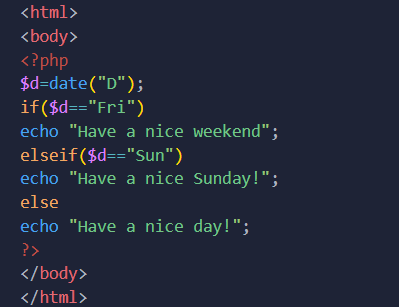 <html>
<body>
<?php
$d=date("D");
if($d=="Fri")
echo "Have a nice weekend";
elseif($d=="Sun")
echo "Have a nice Sunday!";
else
echo "Have a nice day!";
?>
</body>
</html>